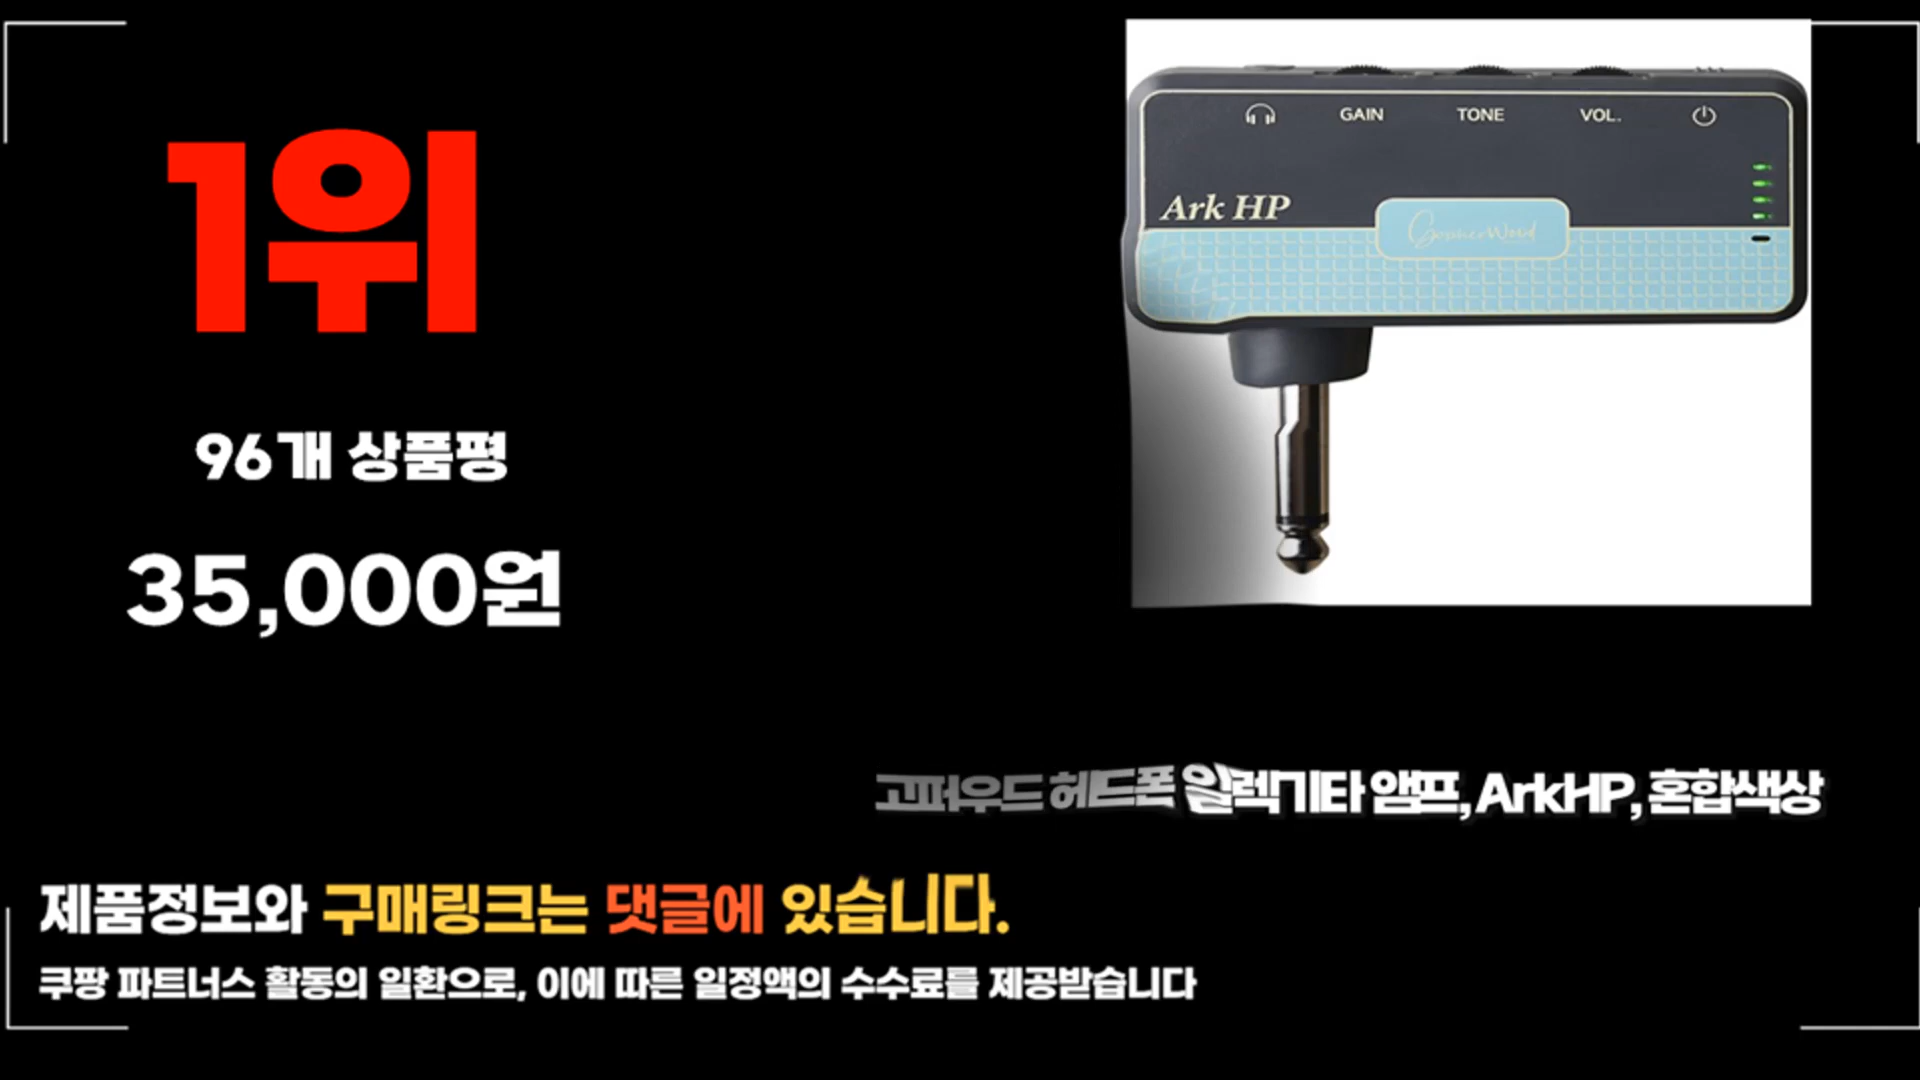 1위
96개 상품평
35,000원
GAIN TONE VOL.
Ark HP
GopherWood
고퍼우드 헤드폰 일렉기타 앰프, ArkHP, 혼합색상
제품정보와 구매링크는 댓글에 있습니다.
쿠팡 파트너스 활동의 일환으로, 이에 따른 일정액의 수수료를 제공받습니다